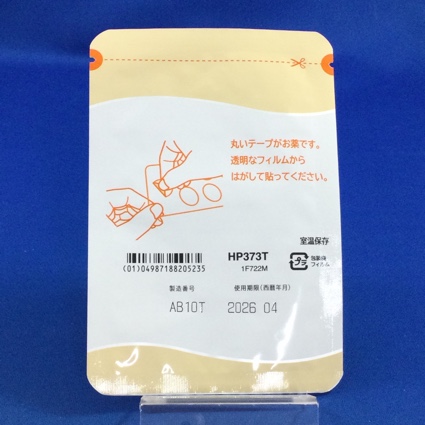 丸いテープがお薬です。
透明なフィルムから
はがして貼ってください。
室温保存
HP373T
1F722M
プラ
(01)04987188205235
製造番号
使用期限(西暦年月)
AB10T
2026 04